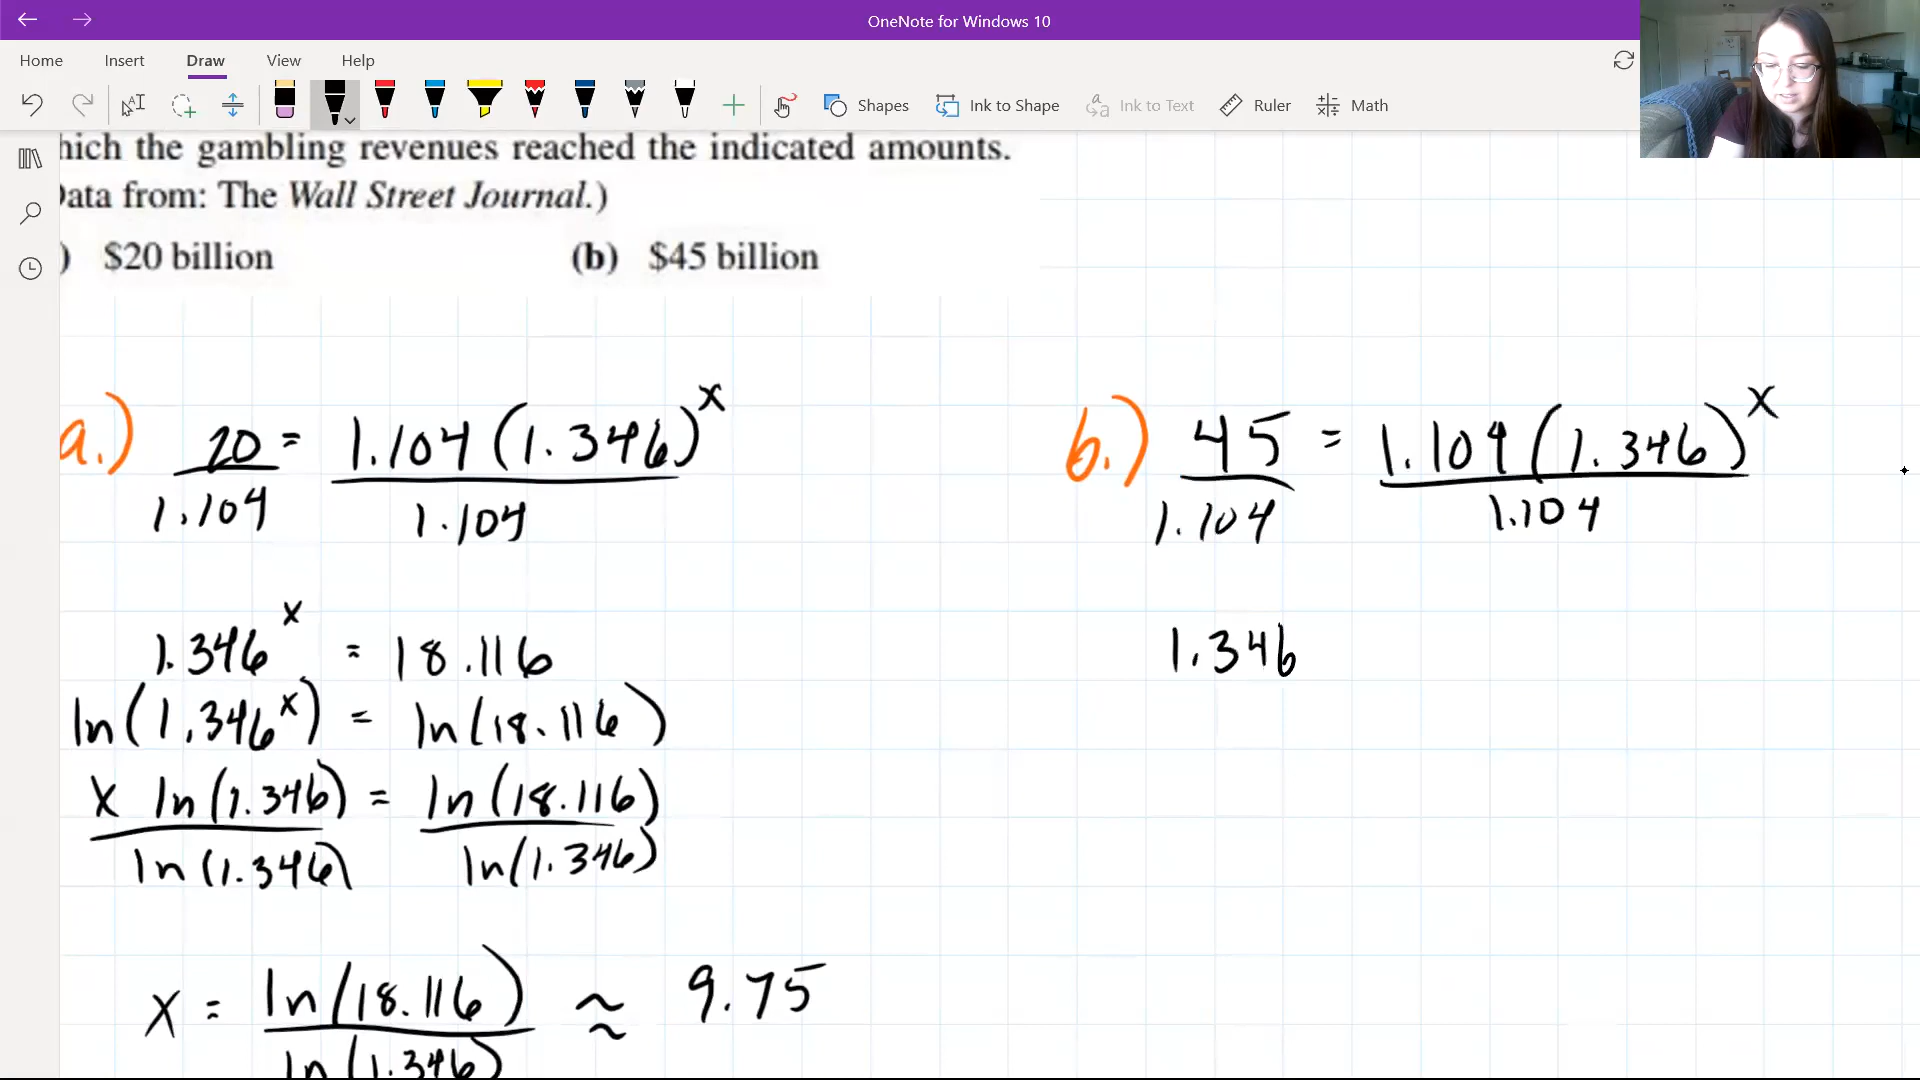 OneNote for Windows 10
Home Insert Draw View Help
Shapes Ink to Shape Ink to Text Ruler Math
hich the gambling revenues reached the indicated amounts.
Data from: The Wall Street Journal.)
) $20 billion (b) $45 billion
a.) 20 = 1.104 (1.346)^x
1.104 1.104
1.346^x = 18.116
ln(1.346^x) = ln(18.116)
x ln(1.346) = ln(18.116)
ln(1.346) ln(1.346)
x = ln(18.116) ≈ 9.75
ln(1.346)
b.) 45 = 1.104 (1.346)^x
1.104 1.104
1.346